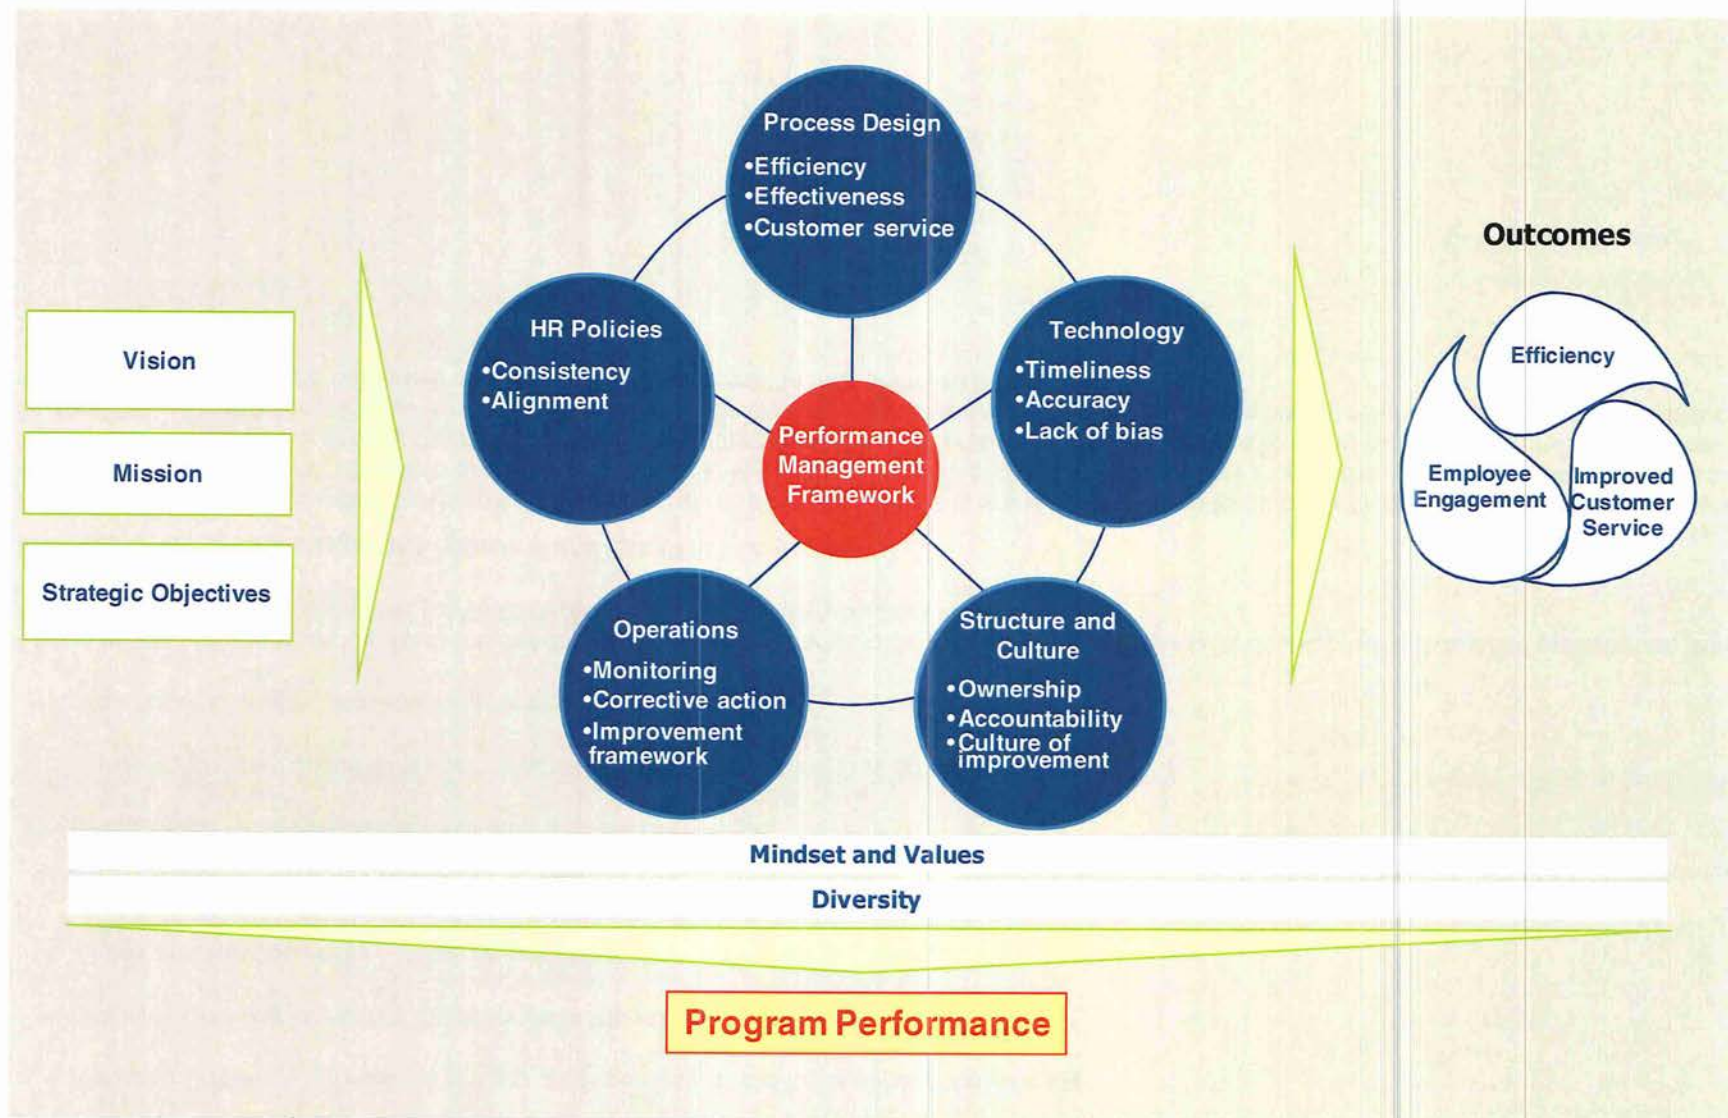 Vision
Mission
Strategic Objectives
Process Design
•Efficiency
•Effectiveness
•Customer service
HR Policies
•Consistency
•Alignment
Technology
•Timeliness
•Accuracy
•Lack of bias
Performance
Management
Framework
Operations
•Monitoring
•Corrective action
•Improvement
framework
Structure and
Culture
•Ownership
•Accountability
•Culture of
improvement
Outcomes
Efficiency
Employee
Engagement
Improved
Customer
Service
Mindset and Values
Diversity
Program Performance